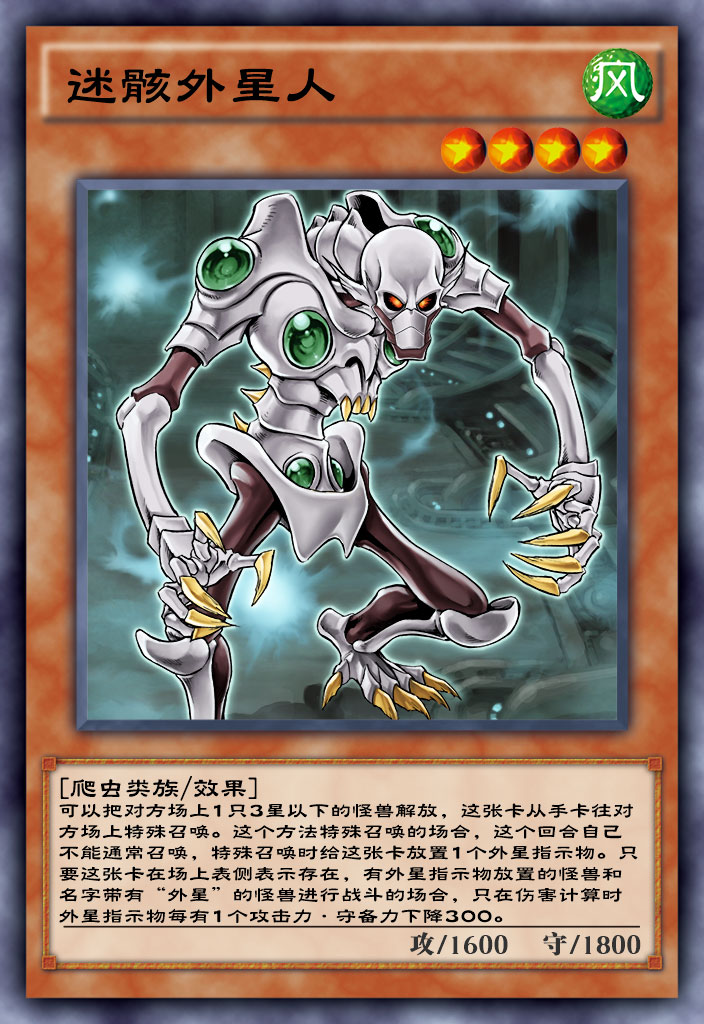 迷骸外星人
风
[爬虫类族/效果]
可以把对方场上1只3星以下的怪兽解放，这张卡从手卡往对
方场上特殊召唤。这个方法特殊召唤的场合，这个回合自己
不能通常召唤，特殊召唤时给这张卡放置1个外星指示物。只
要这张卡在场上表侧表示存在，有外星指示物放置的怪兽和
名字带有“外星”的怪兽进行战斗的场合，只在伤害计算时
外星指示物每有1个攻击力·守备力下降300。
攻/1600 守/1800